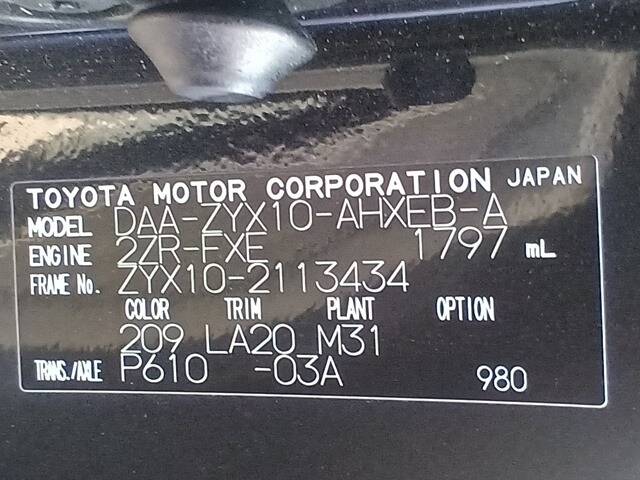 TOYOTA MOTOR CORPORATION JAPAN
MODEL DAA-ZYX10-AHXEB-A
ENGINE 2ZR-FXE 1797 mL
FRAME No. ZYX10-2113434
COLOR TRIM PLANT OPTION
209 LA20 M31
TRANS./AXLE P610 -03A 980